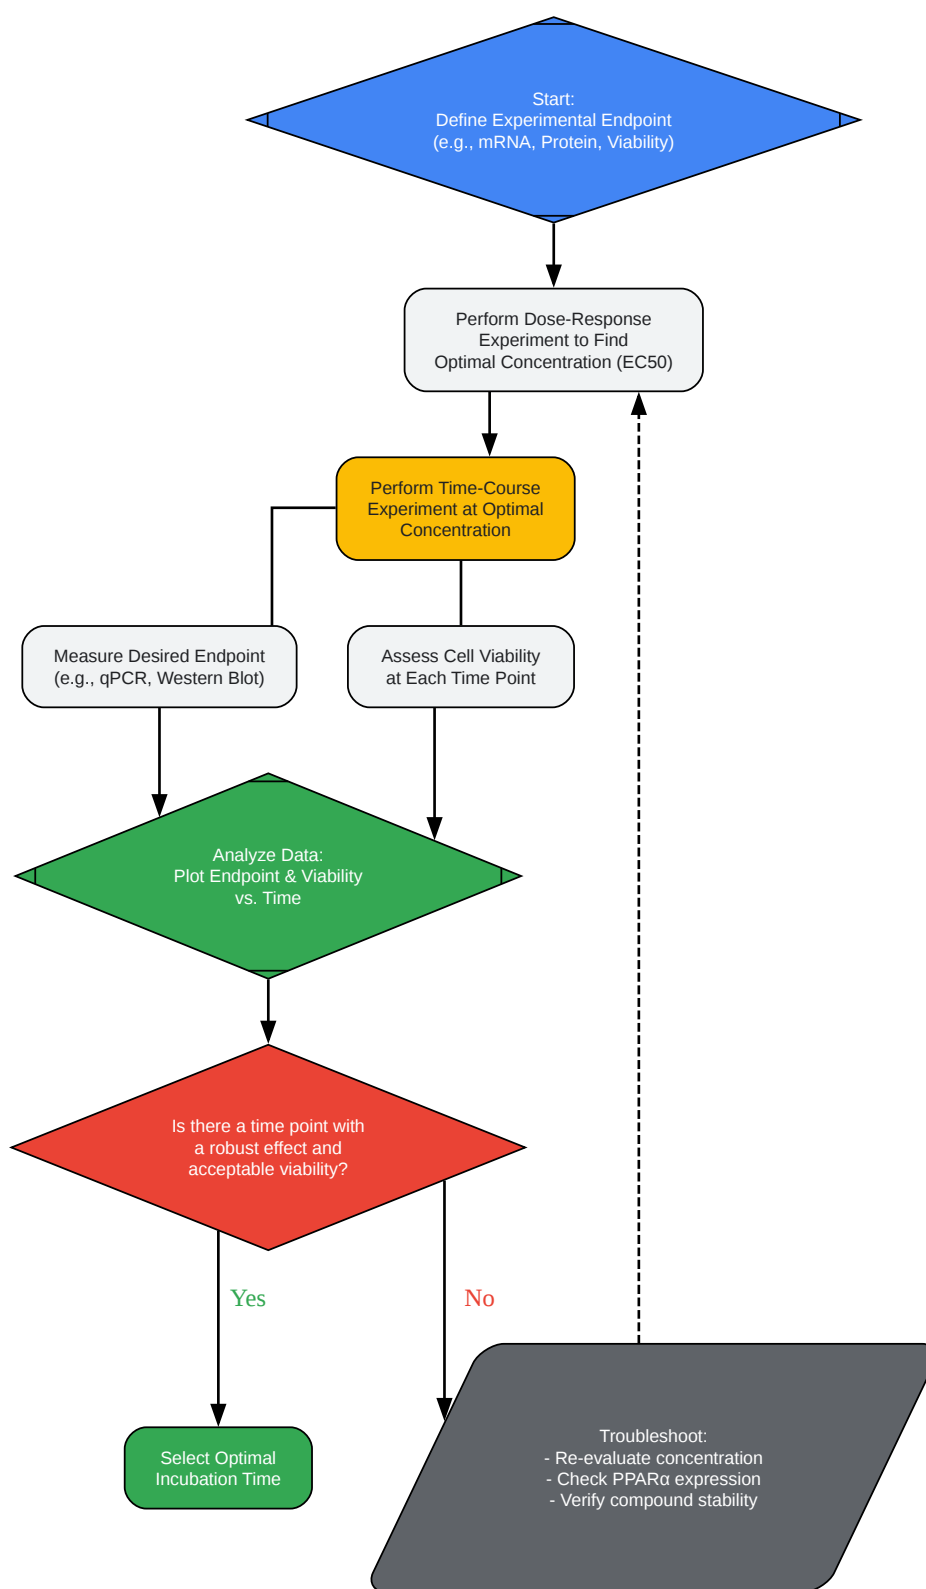 Start:
Define Experimental Endpoint
(e.g., mRNA, Protein, Viability)
Perform Dose-Response
Experiment to Find
Optimal Concentration (EC50)
Perform Time-Course
Experiment at Optimal
Concentration
Measure Desired Endpoint
(e.g., qPCR, Western Blot)
Assess Cell Viability
at Each Time Point
Analyze Data:
Plot Endpoint & Viability
vs. Time
Is there a time point with
a robust effect and
acceptable viability?
Yes
No
Select Optimal
Incubation Time
Troubleshoot:
- Re-evaluate concentration
- Check PPARα expression
- Verify compound stability